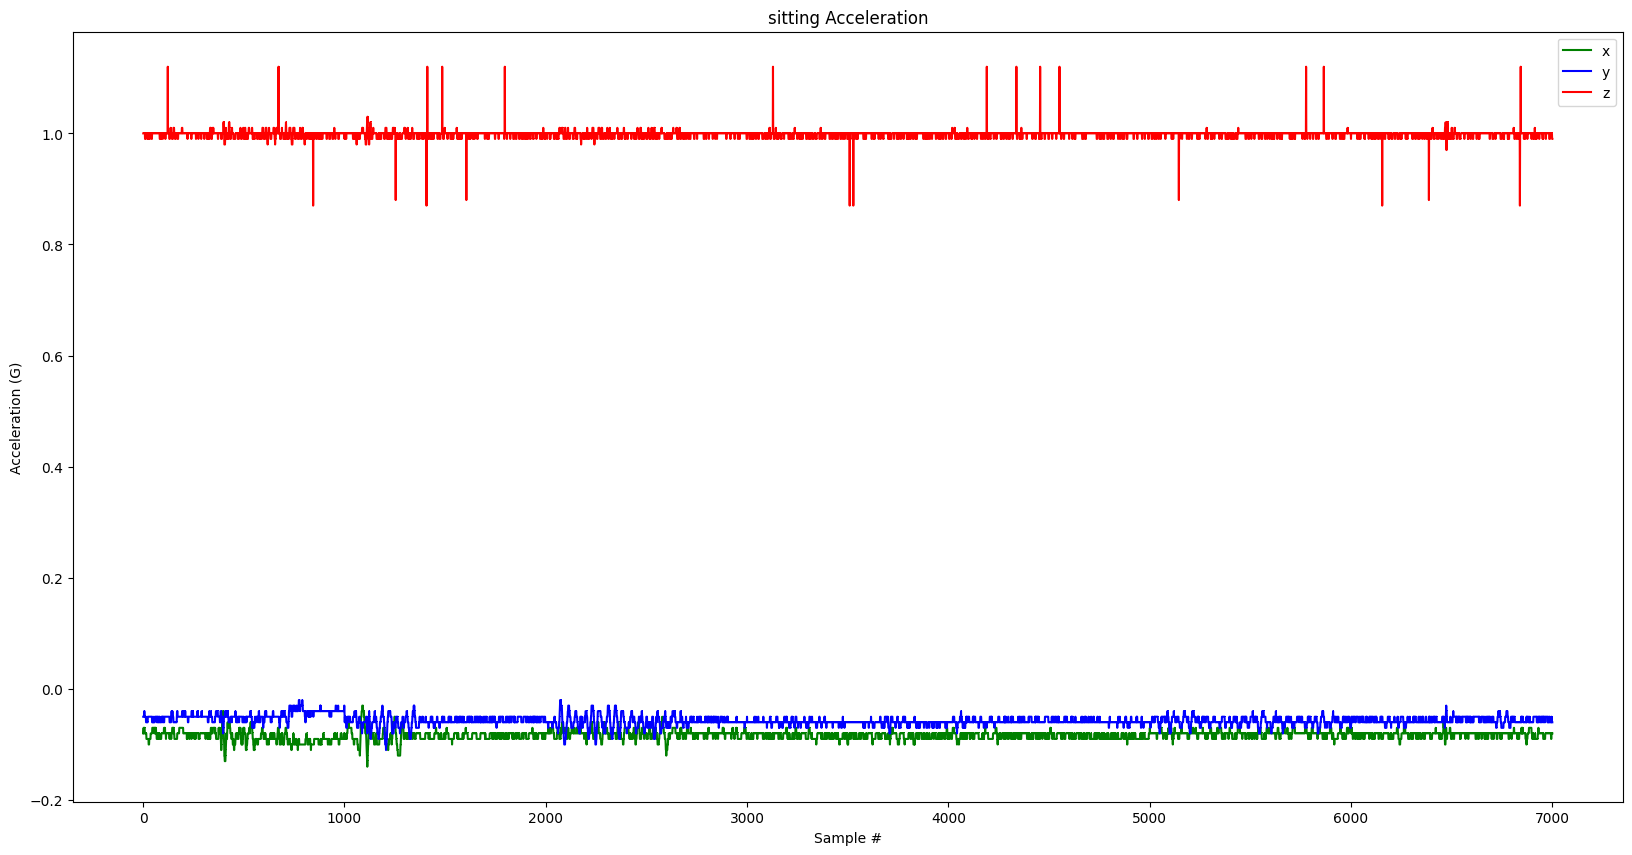 sitting Acceleration
x
y
z
Acceleration (G)
1.0
0.8
0.6
0.4
0.2
0.0
−0.2
0 1000 2000 3000 4000 5000 6000 7000
Sample #